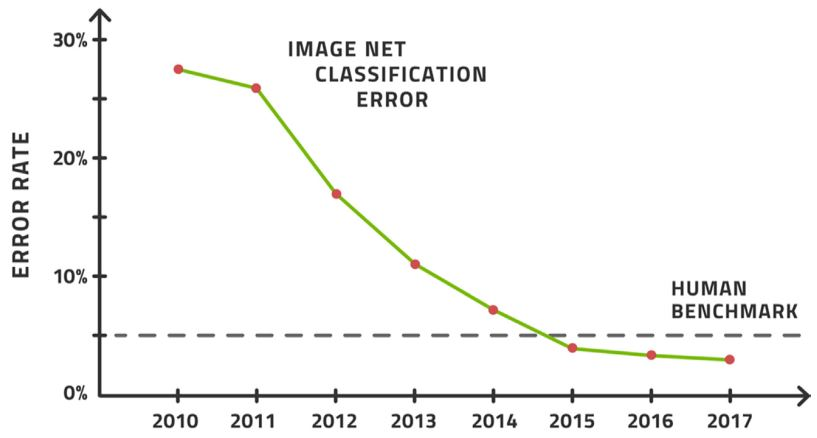 30%
IMAGE NET
CLASSIFICATION
ERROR
20%
ERROR RATE
10%
HUMAN
BENCHMARK
0%
2010 2011 2012 2013 2014 2015 2016 2017